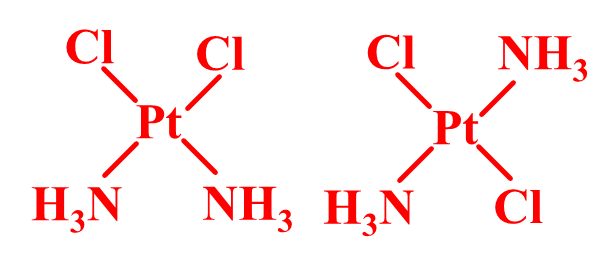 Cl Cl
Pt
H₃N NH₃
Cl NH₃
Pt
H₃N Cl